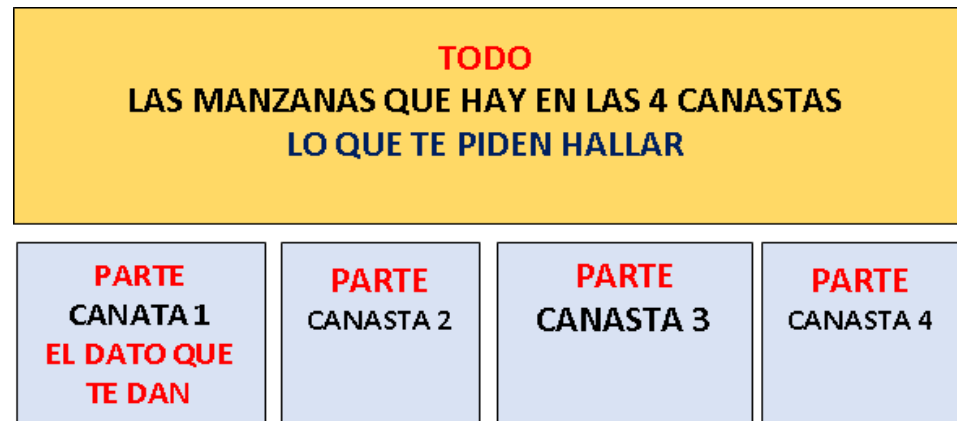 TODO
LAS MANZANAS QUE HAY EN LAS 4 CANASTAS
LO QUE TE PIDEN HALLAR
PARTE
CANATA 1
EL DATO QUE
TE DAN
PARTE
CANASTA 2
PARTE
CANASTA 3
PARTE
CANASTA 4